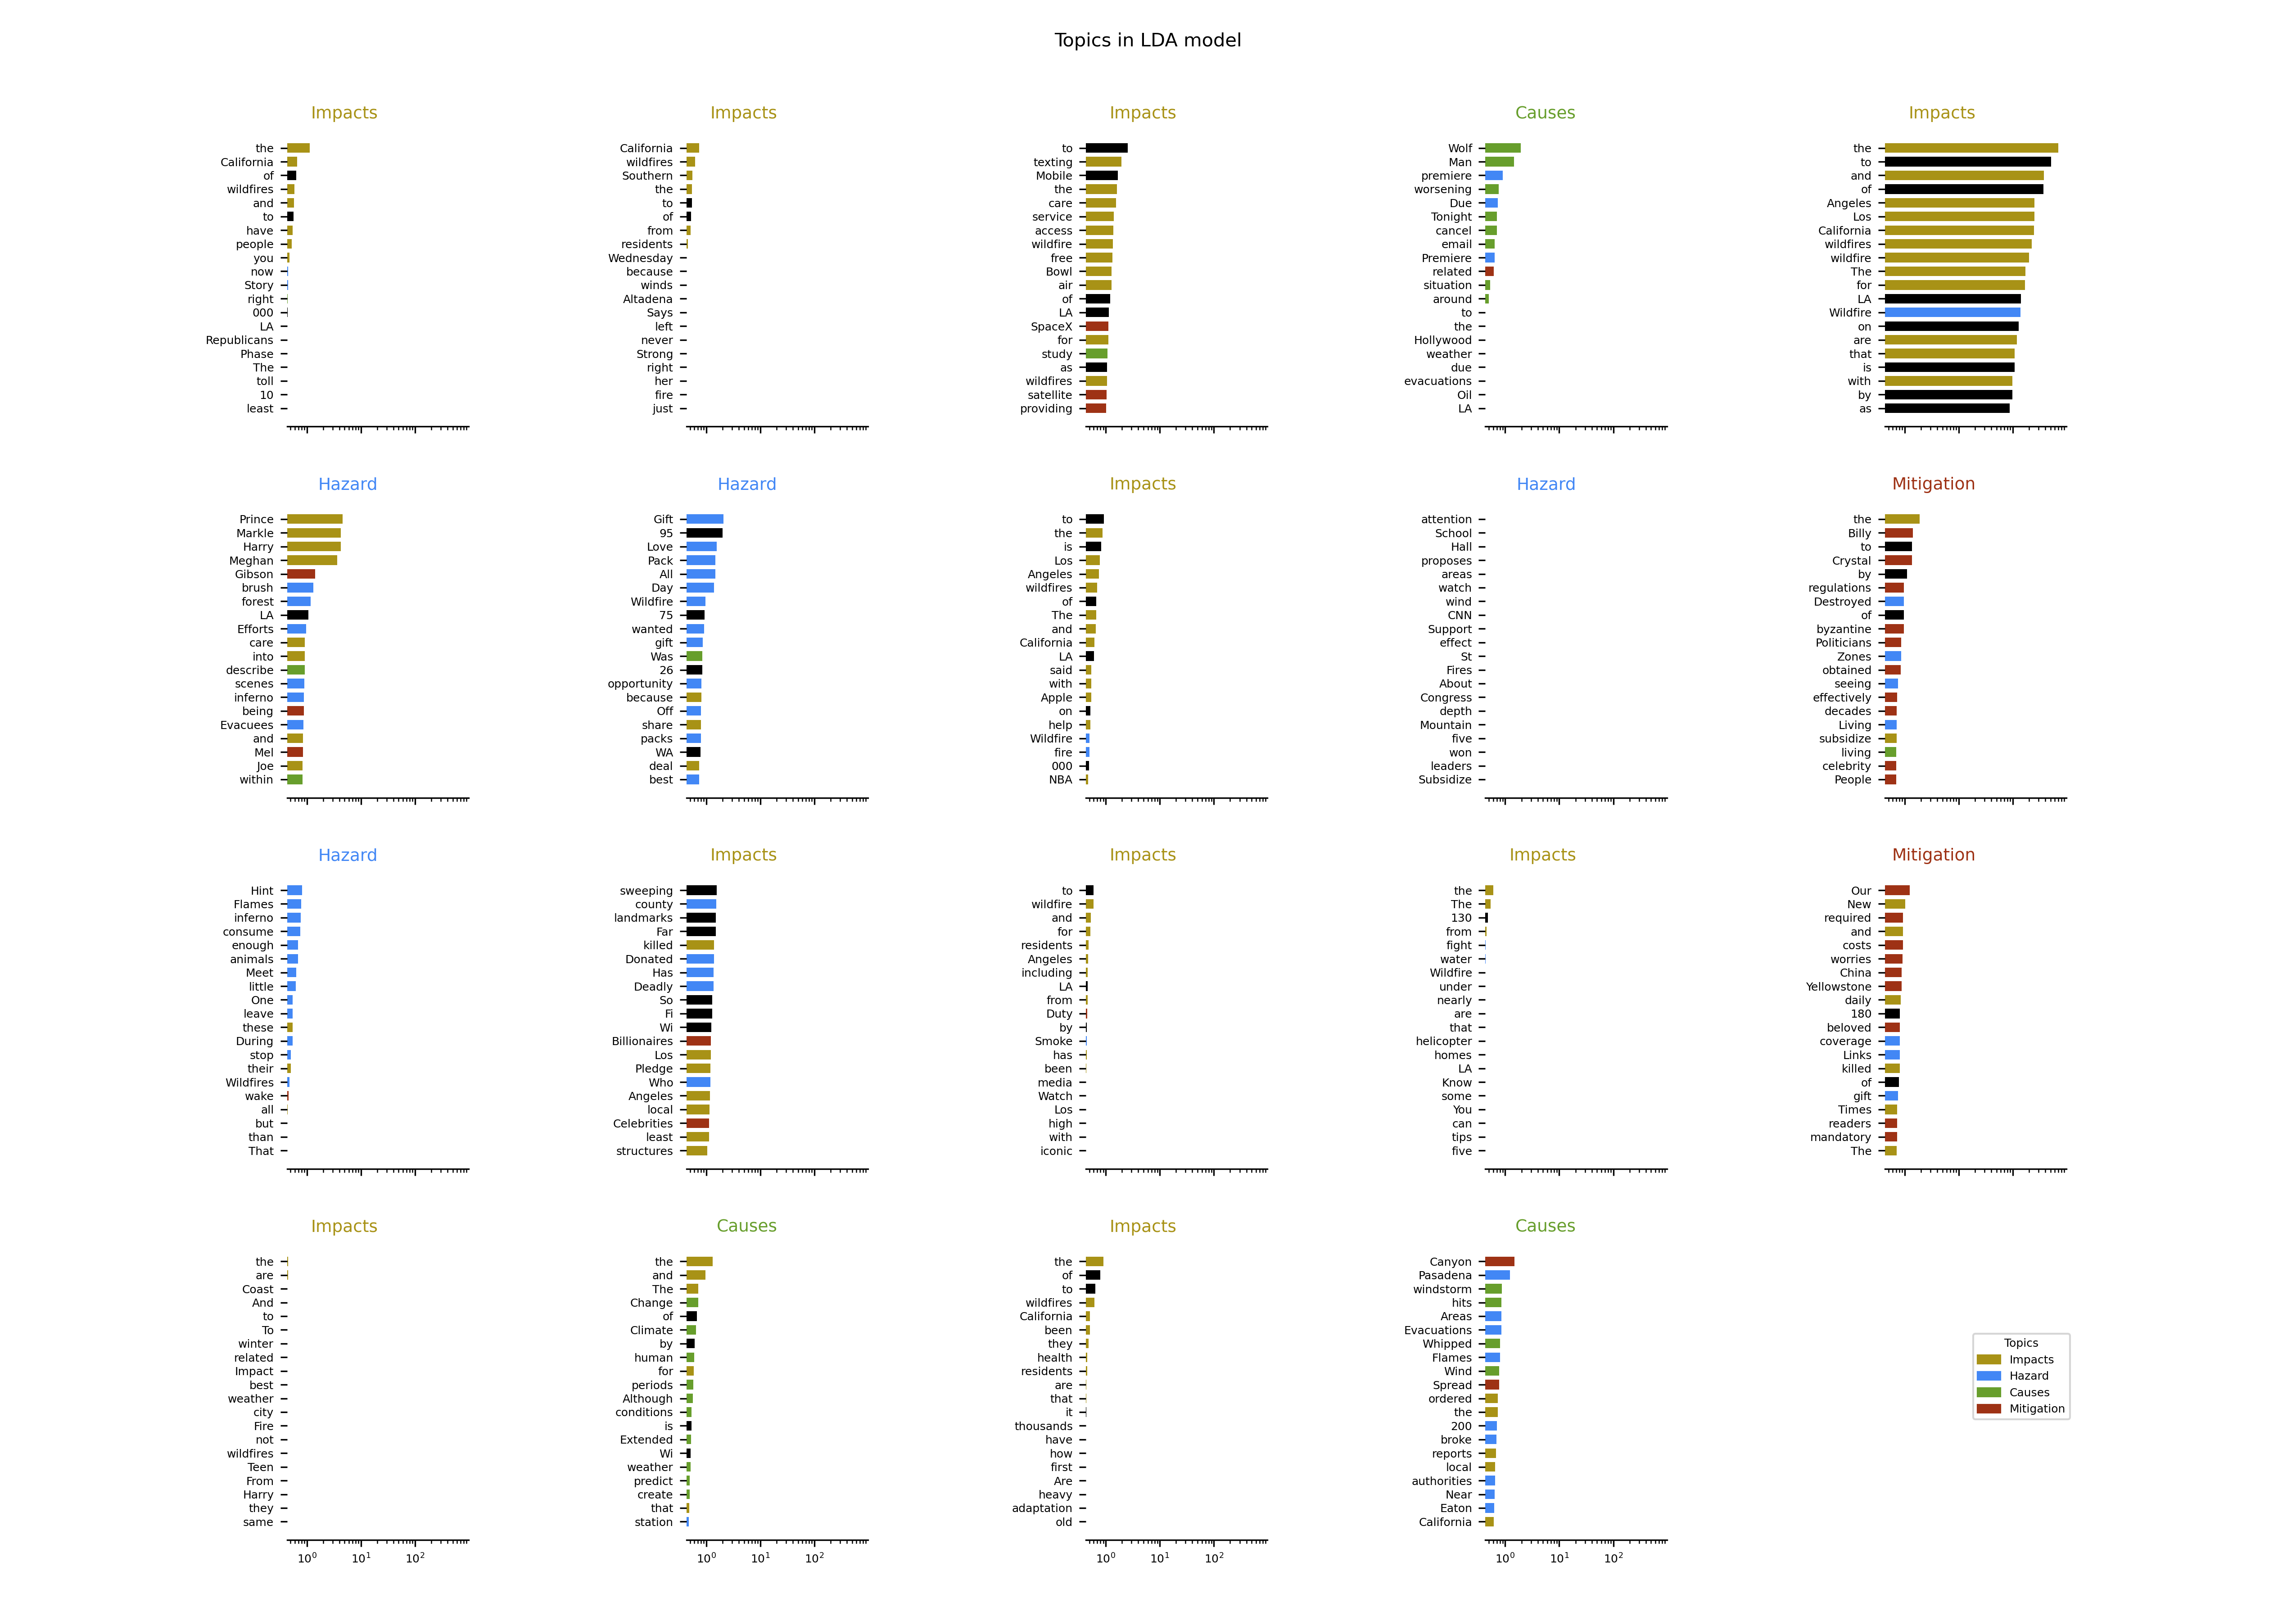 Topics in LDA model
Impacts
the
California
of
wildfires
and
to
have
people
you
now
Story
right
000
LA
Republicans
Phase
The
toll
10
least
Impacts
California
wildfires
Southern
the
to
of
from
residents
Wednesday
because
winds
Altadena
Says
left
never
Strong
right
her
fire
just
Impacts
to
texting
Mobile
the
care
service
access
wildfire
free
Bowl
air
of
LA
SpaceX
for
study
as
wildfires
satellite
providing
Causes
Wolf
Man
premiere
worsening
Due
Tonight
cancel
email
Premiere
related
situation
around
to
the
Hollywood
weather
due
evacuations
Oil
LA
Impacts
the
to
and
of
Angeles
Los
California
wildfires
wildfire
The
for
LA
Wildfire
on
are
that
is
with
by
as
Hazard
Prince
Markle
Harry
Meghan
Gibson
brush
forest
LA
Efforts
care
into
describe
scenes
inferno
being
Evacuees
and
Mel
Joe
within
Hazard
Gift
95
Love
Pack
All
Day
Wildfire
75
wanted
gift
Was
26
opportunity
because
Off
share
packs
WA
deal
best
Impacts
to
the
is
Los
Angeles
wildfires
of
The
and
California
LA
said
with
Apple
on
help
Wildfire
fire
000
NBA
Hazard
attention
School
Hall
proposes
areas
watch
wind
CNN
Support
effect
St
Fires
About
Congress
depth
Mountain
five
won
leaders
Subsidize
Mitigation
the
Billy
to
Crystal
by
regulations
Destroyed
of
byzantine
Politicians
Zones
obtained
seeing
effectively
decades
Living
subsidize
living
celebrity
People
Hazard
Hint
Flames
inferno
consume
enough
animals
Meet
little
One
leave
these
During
stop
their
Wildfires
wake
all
but
than
That
Impacts
sweeping
county
landmarks
Far
killed
Donated
Has
Deadly
So
Fi
Wi
Billionaires
Los
Pledge
Who
Angeles
local
Celebrities
least
structures
Impacts
to
wildfire
and
for
residents
Angeles
including
LA
from
Duty
by
Smoke
has
been
media
Watch
Los
high
with
iconic
Impacts
the
The
130
from
fight
water
Wildfire
under
nearly
are
that
helicopter
homes
LA
Know
some
You
can
tips
five
Mitigation
Our
New
required
and
costs
worries
China
Yellowstone
daily
180
beloved
coverage
Links
killed
of
gift
Times
readers
mandatory
The
Impacts
the
are
Coast
And
to
To
winter
related
Impact
best
weather
city
Fire
not
wildfires
Teen
From
Harry
they
same
10⁰ 10¹ 10²
Causes
the
and
The
Change
of
Climate
by
human
for
periods
Although
conditions
is
Extended
Wi
weather
predict
create
that
station
10⁰ 10¹ 10²
Impacts
the
of
to
wildfires
California
been
they
health
residents
are
that
it
thousands
have
how
first
Are
heavy
adaptation
old
10⁰ 10¹ 10²
Causes
Canyon
Pasadena
windstorm
hits
Areas
Evacuations
Whipped
Flames
Wind
Spread
ordered
the
200
broke
reports
local
authorities
Near
Eaton
California
10⁰ 10¹ 10²
Topics
Impacts
Hazard
Causes
Mitigation